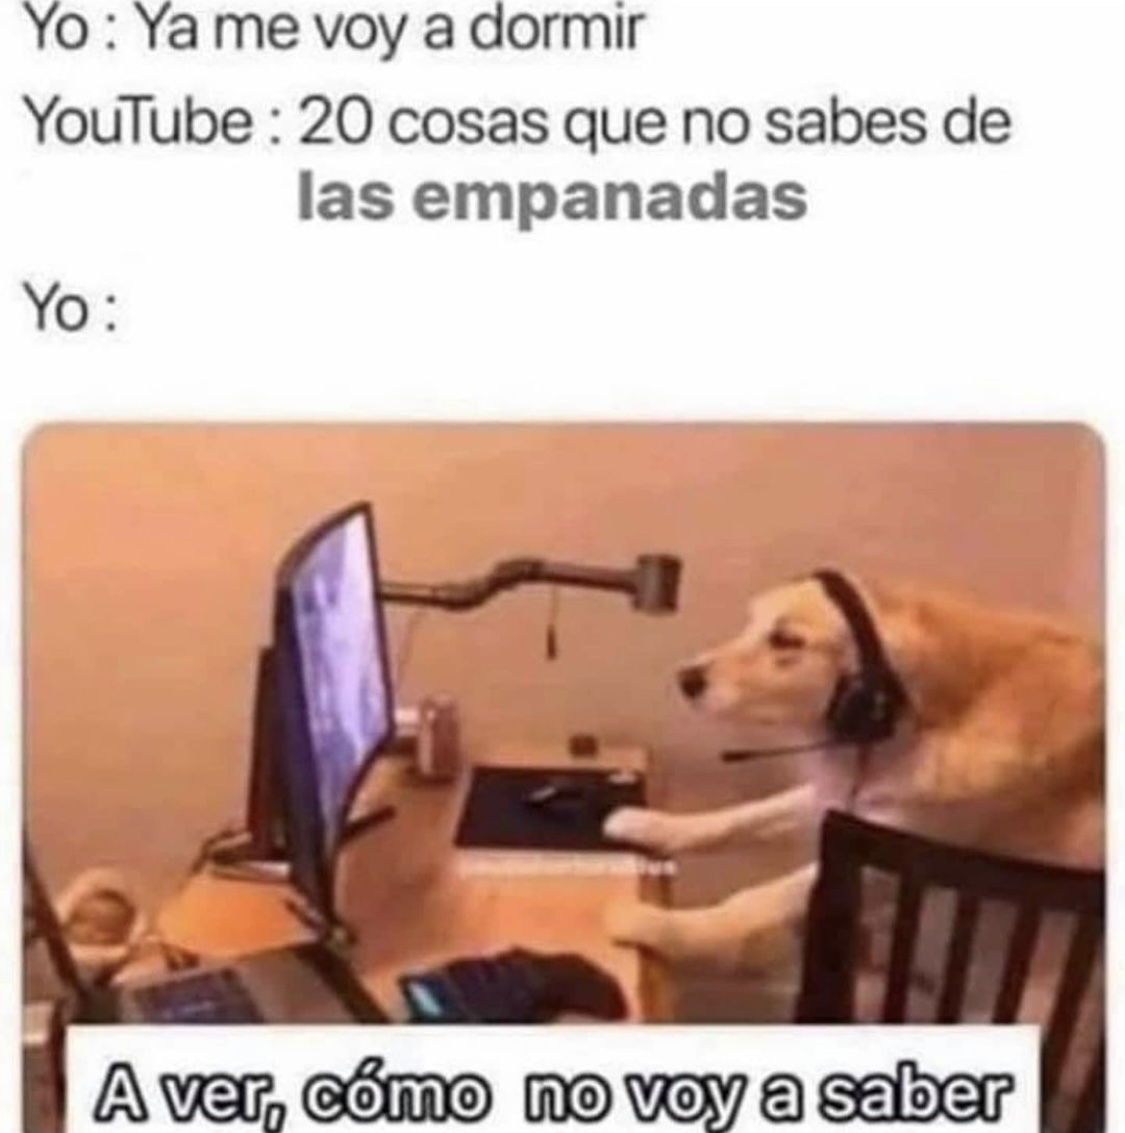 Yo : Ya me voy a dormir
YouTube : 20 cosas que no sabes de
las empanadas
Yo :
A ver, cómo no voy a saber